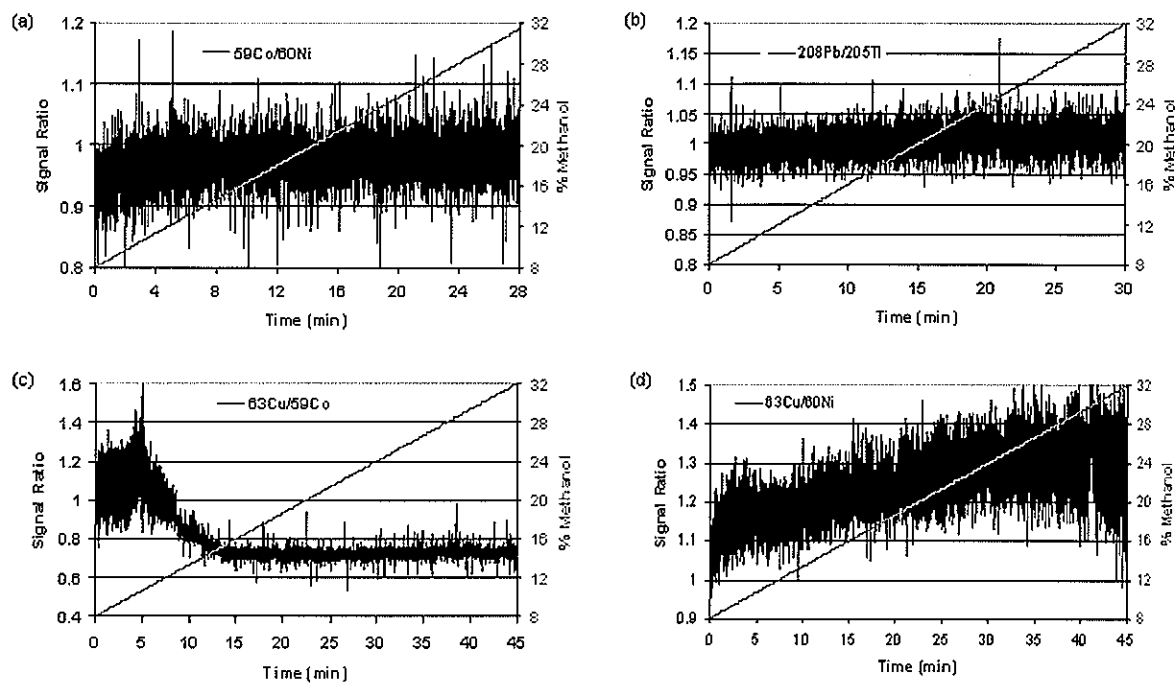 (a)
59Co/60Ni
Signal Ratio
1.2
1.1
1
0.9
0.8
32
28
24
20
16
12
8
% Methanol
0 4 8 12 16 20 24 28
Time (min)
(b)
208Pb/205Tl
Signal Ratio
1.2
1.15
1.1
1.05
1
0.95
0.9
0.85
0.8
32
28
24
20
16
12
8
% Methanol
0 5 10 15 20 25 30
Time (min)
(c)
63Cu/59Co
Signal Ratio
1.6
1.4
1.2
1
0.8
0.6
0.4
32
28
24
20
16
12
8
% Methanol
0 5 10 15 20 25 30 35 40 45
Time (min)
(d)
63Cu/60Ni
Signal Ratio
1.5
1.4
1.3
1.2
1.1
1
0.9
32
28
24
20
16
12
8
% Methanol
0 5 10 15 20 25 30 35 40 45
Time (min)